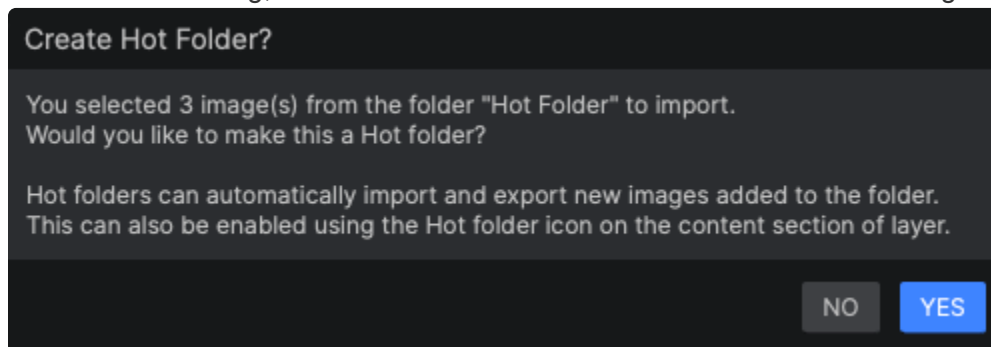 Create Hot Folder?
You selected 3 image(s) from the folder "Hot Folder" to import.
Would you like to make this a Hot folder?
Hot folders can automatically import and export new images added to the folder.
This can also be enabled using the Hot folder icon on the content section of layer.
NO YES